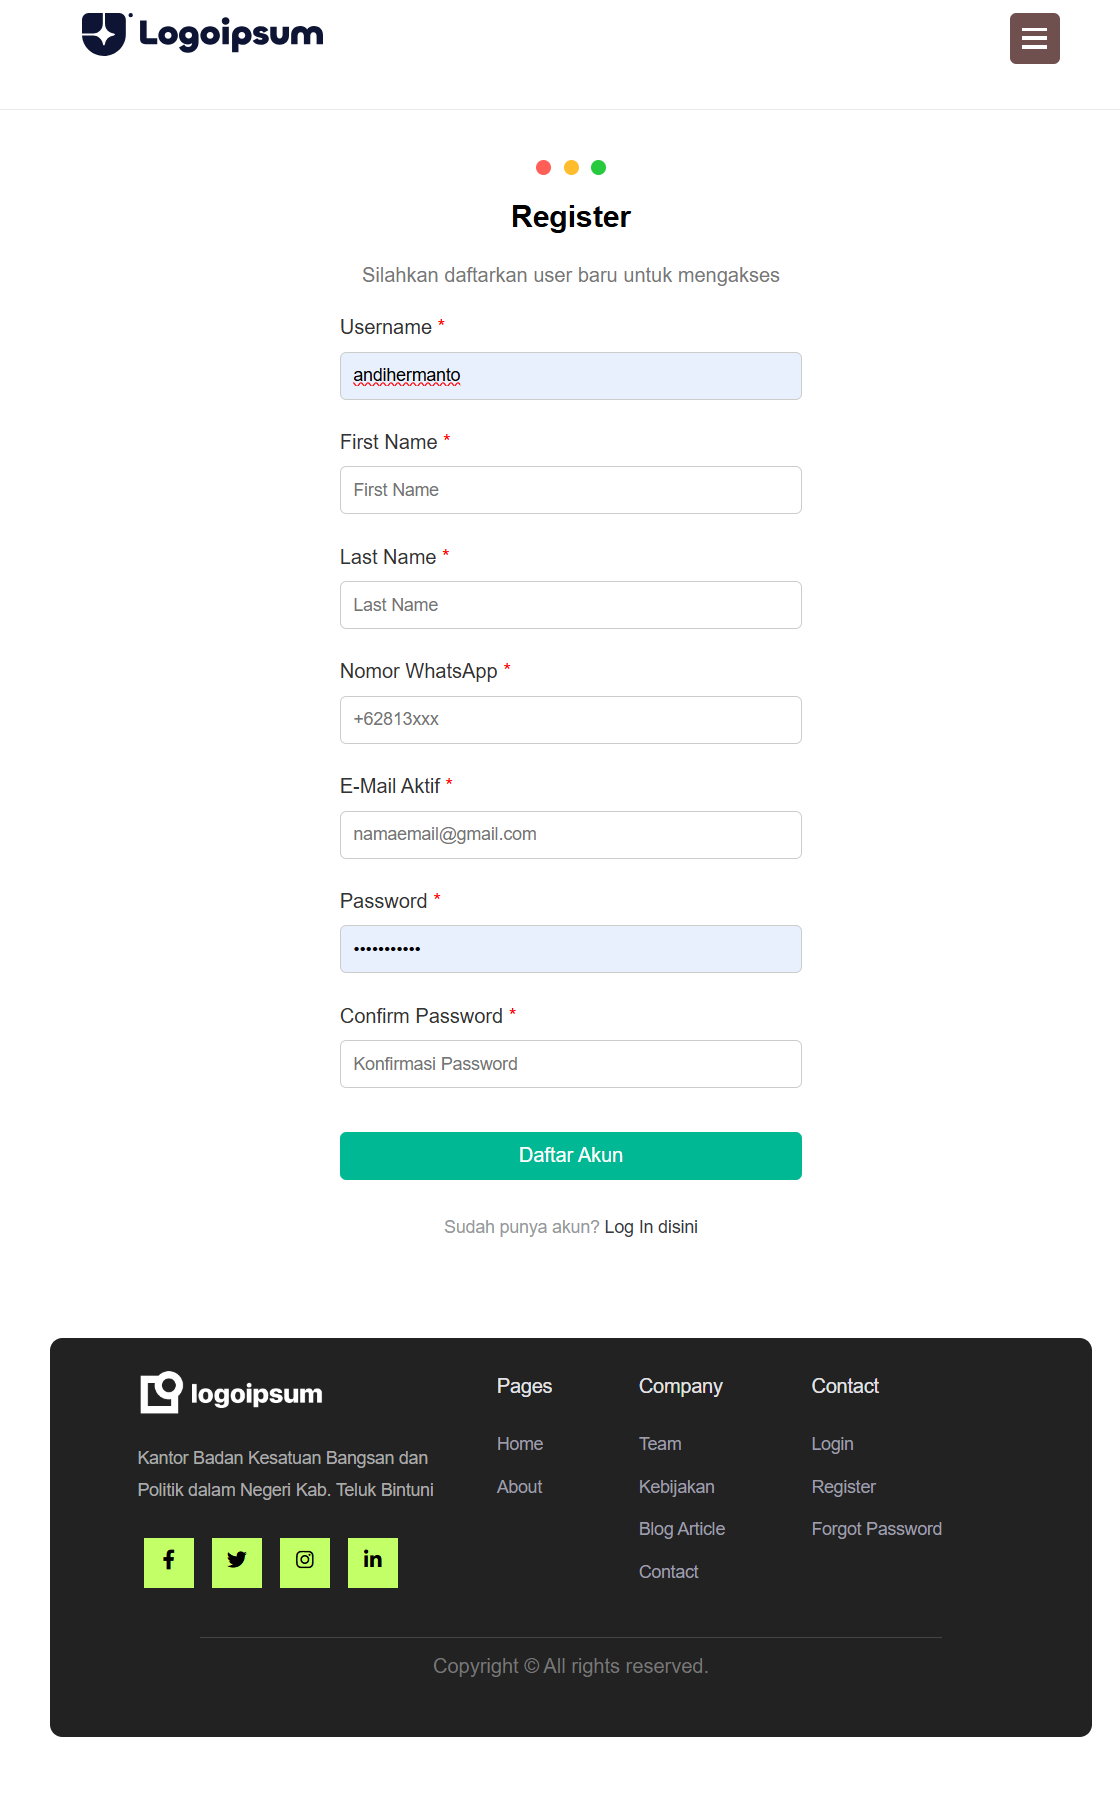 Logoipsum
Register
Silahkan daftarkan user baru untuk mengakses
Username *
andihermanto
First Name *
First Name
Last Name *
Last Name
Nomor WhatsApp *
+62813xxx
E-Mail Aktif *
namaemail@gmail.com
Password *
•••••••••••
Confirm Password *
Konfirmasi Password
Daftar Akun
Sudah punya akun? Log In disini
logoipsum
Kantor Badan Kesatuan Bangsan dan
Politik dalam Negeri Kab. Teluk Bintuni
Pages
Home
About
Company
Team
Kebijakan
Blog Article
Contact
Contact
Login
Register
Forgot Password
Copyright © All rights reserved.